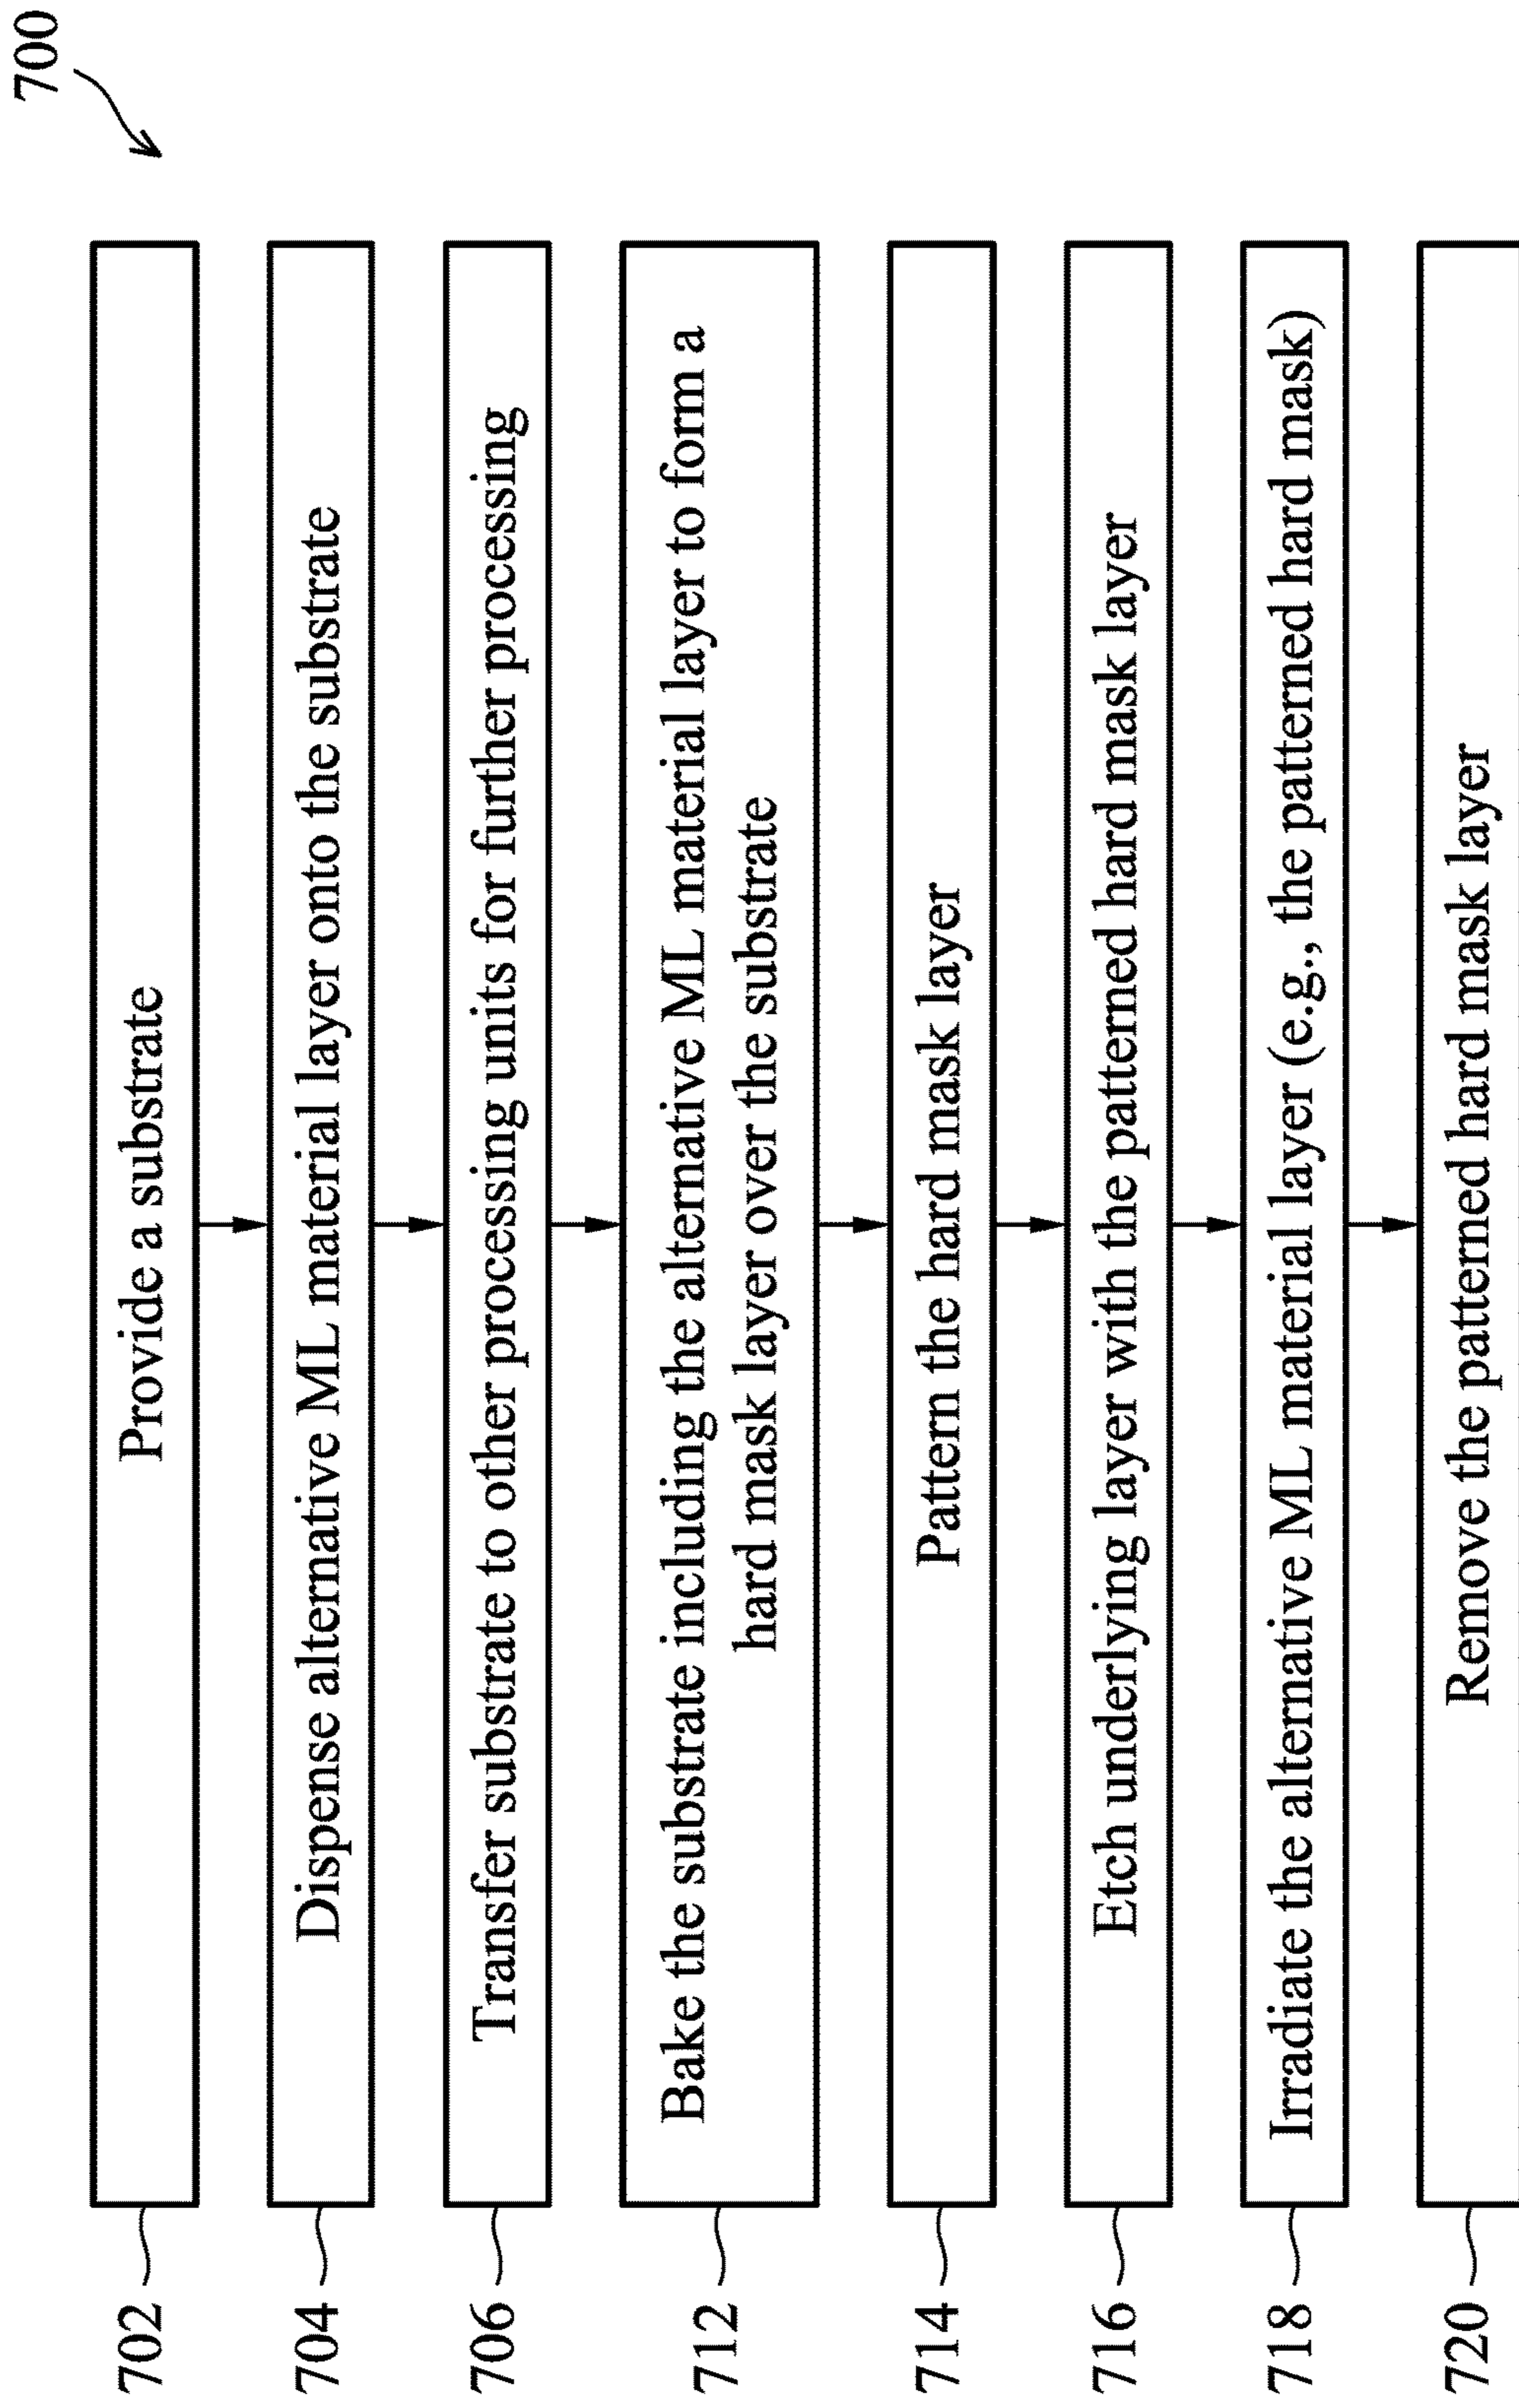 700
702
Provide a substrate
704
Dispense alternative ML material layer onto the substrate
706
Transfer substrate to other processing units for further processing
712
Bake the substrate including the alternative ML material layer to form a
hard mask layer over the substrate
714
Pattern the hard mask layer
716
Etch underlying layer with the patterned hard mask layer
718
Irradiate the alternative ML material layer (e.g., the patterned hard mask)
720
Remove the patterned hard mask layer